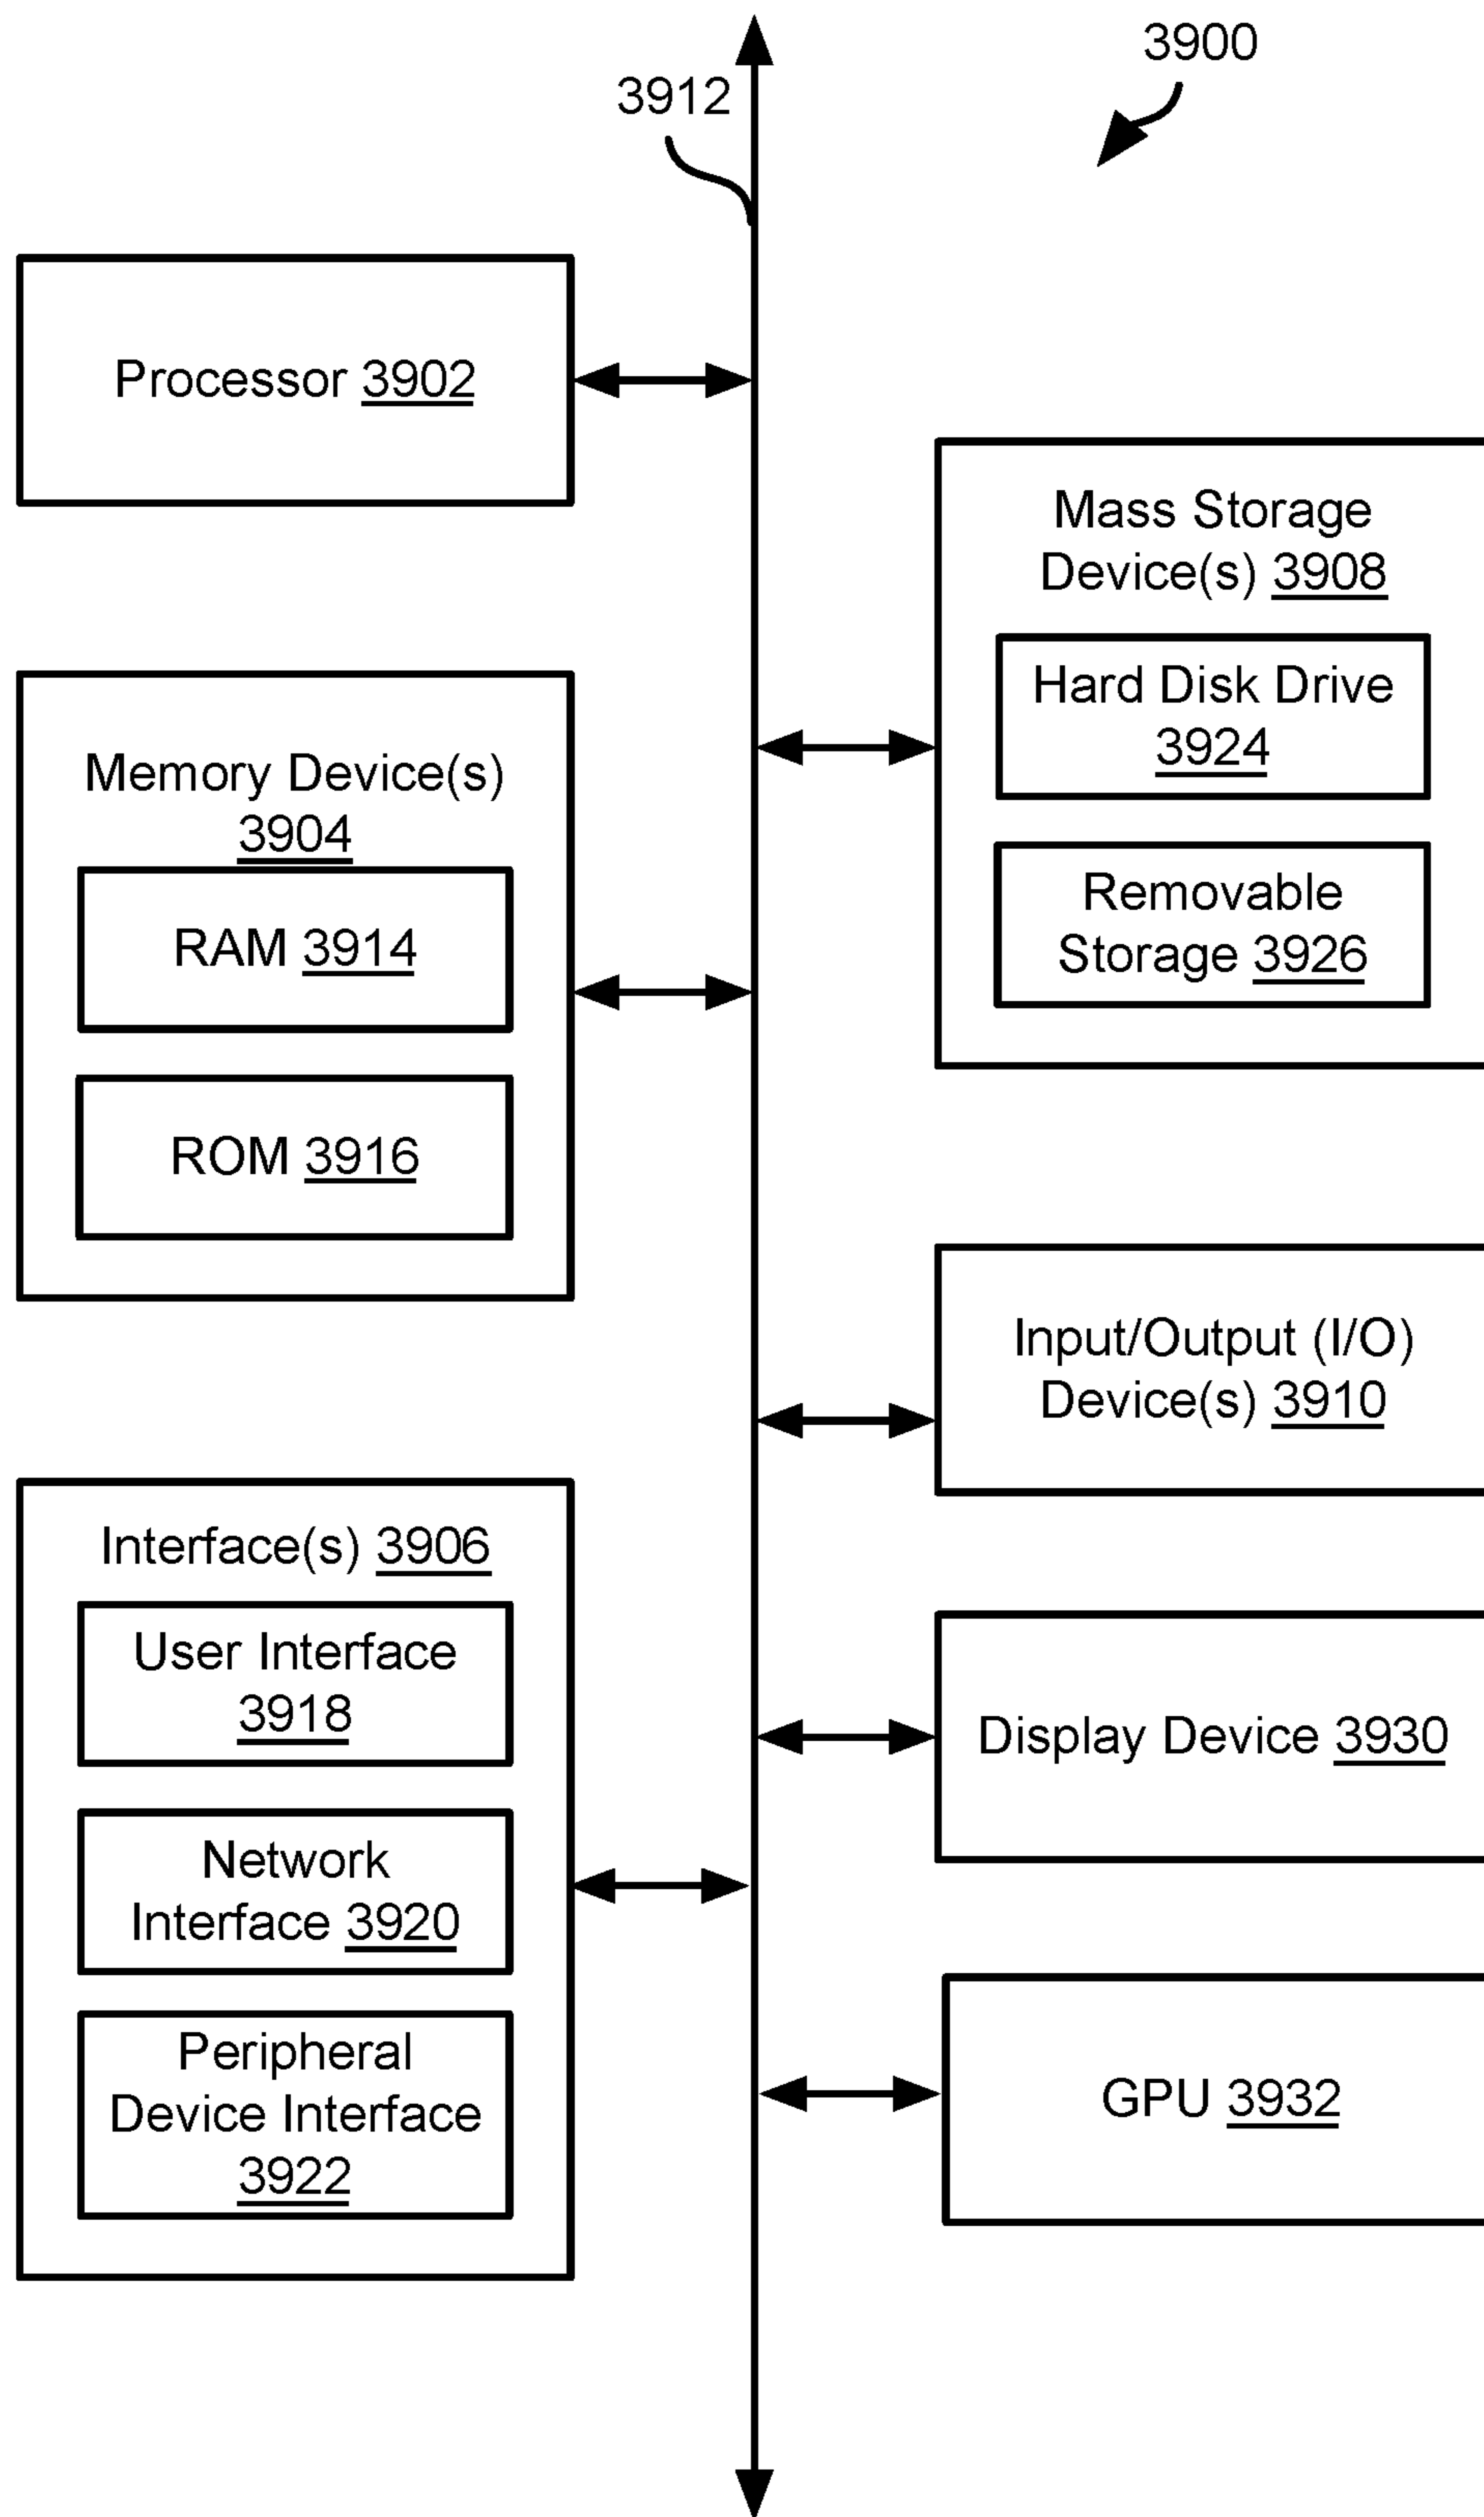 3900
3912
Processor 3902
Mass Storage
Device(s) 3908
Hard Disk Drive
3924
Removable
Storage 3926
Memory Device(s)
3904
RAM 3914
ROM 3916
Input/Output (I/O)
Device(s) 3910
Interface(s) 3906
User Interface
3918
Network
Interface 3920
Peripheral
Device Interface
3922
Display Device 3930
GPU 3932